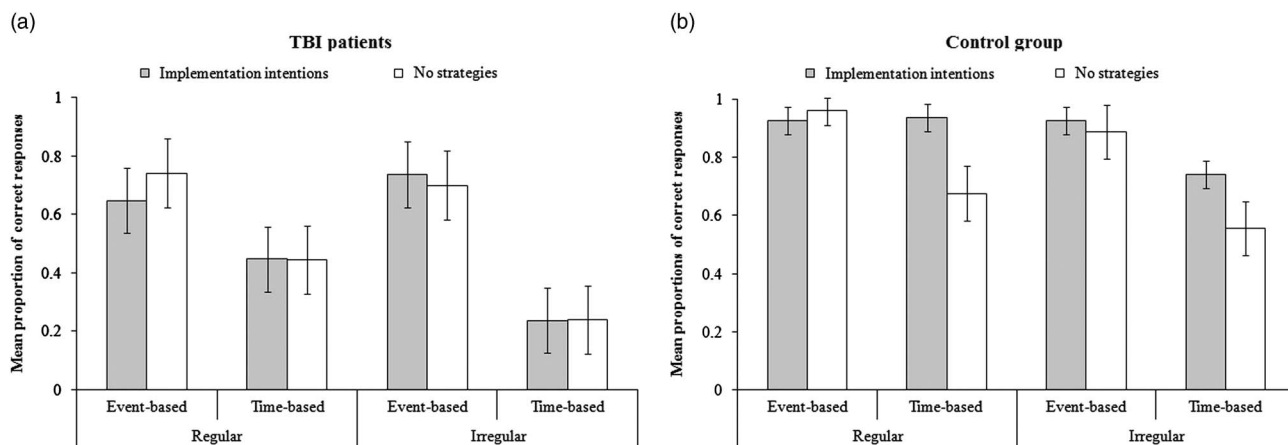 (a)
TBI patients
Implementation intentions No strategies
Mean proportion of correct responses
1
0.8
0.6
0.4
0.2
0
Event-based Time-based Event-based Time-based
Regular Irregular
(b)
Control group
Implementation intentions No strategies
Mean proportions of correct responses
1
0.8
0.6
0.4
0.2
0
Event-based Time-based Event-based Time-based
Regular Irregular